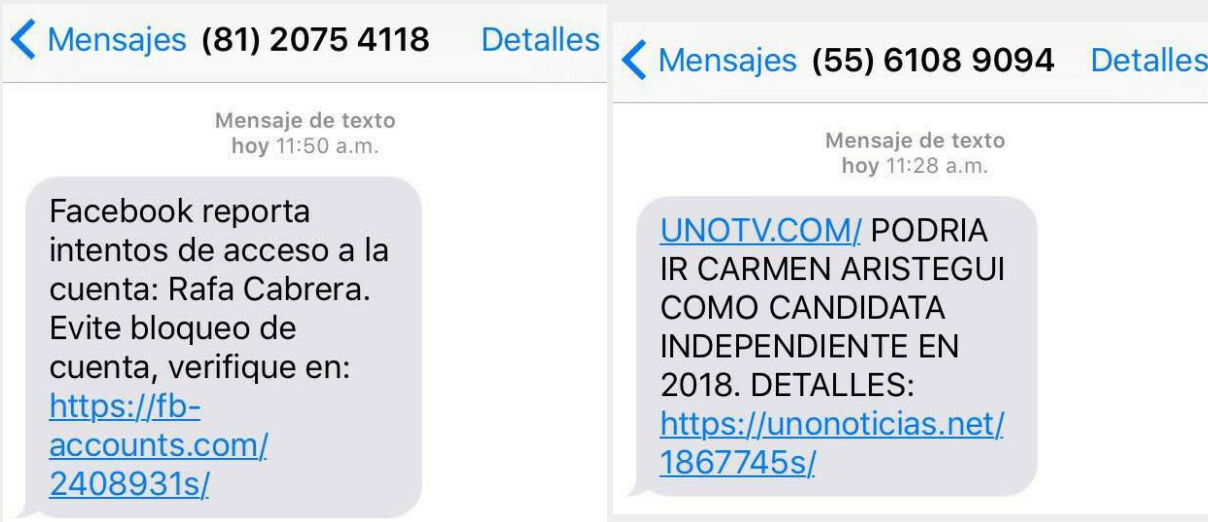 Mensajes (81) 2075 4118 Detalles
Mensaje de texto
hoy 11:50 a.m.
Facebook reporta
intentos de acceso a la
cuenta: Rafa Cabrera.
Evite bloqueo de
cuenta, verifique en:
https://fb-
accounts.com/
2408931s/
Mensajes (55) 6108 9094 Detalles
Mensaje de texto
hoy 11:28 a.m.
UNOTV.COM/ PODRIA
IR CARMEN ARISTEGUI
COMO CANDIDATA
INDEPENDIENTE EN
2018. DETALLES:
https://unonoticias.net/
1867745s/